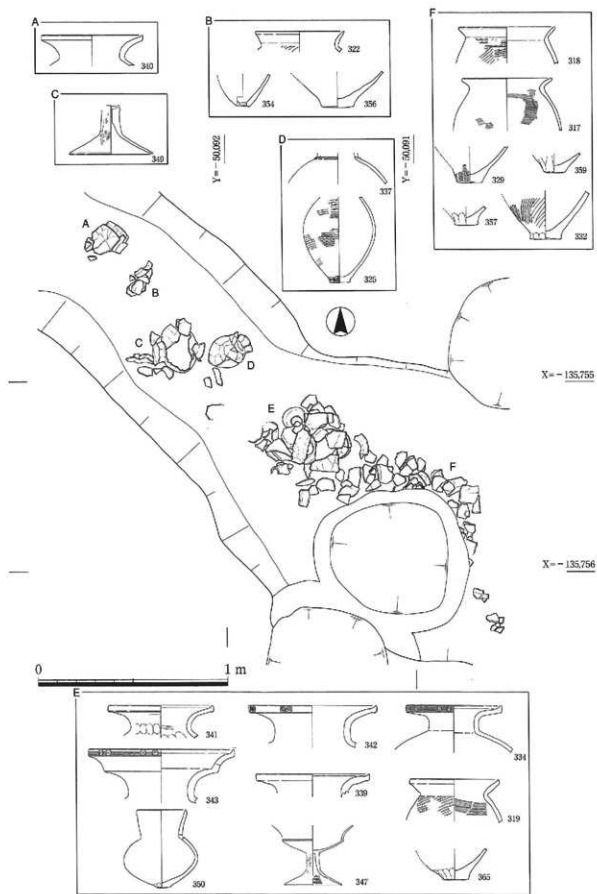 A
340
B
322
354
356
C
349
D
337
325
F
318
317
329
359
357
332
Y=-50,092
Y=-50,091
A
B
C
D
E
F
X=-135,755
X=-135,756
0
1 m
E
341
342
334
343
339
319
350
347
365